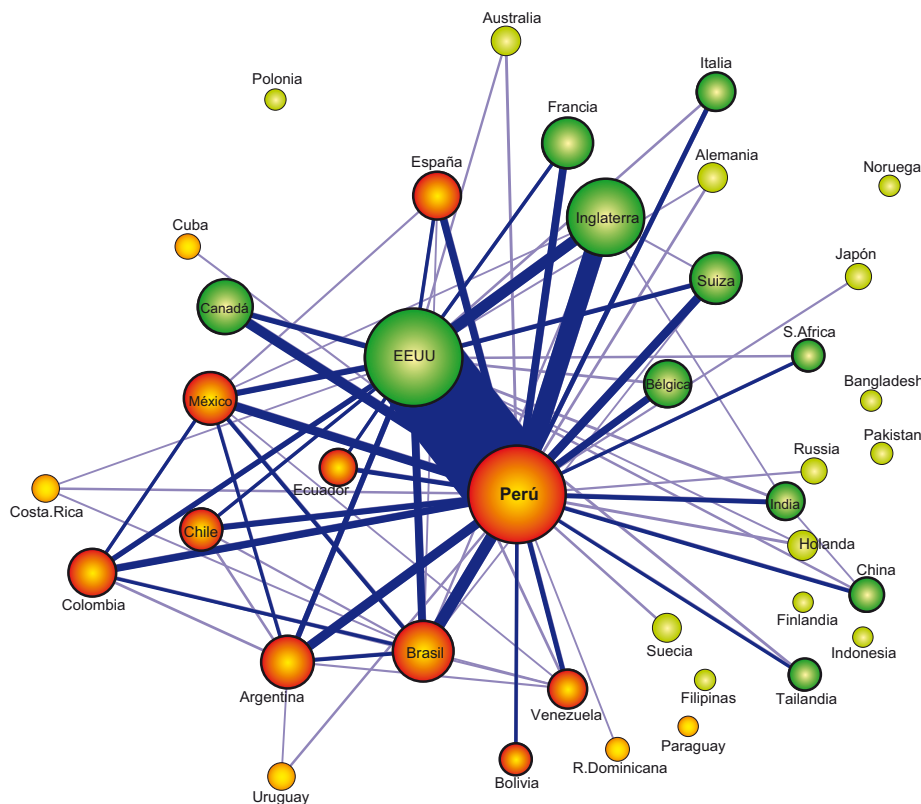 Australia
Italia
Polonia
Francia
España
Alemania
Noruega
Inglaterra
Cuba
Japón
Suiza
Canadá
S.Africa
EEUU
Bélgica
Bangladesh
México
Pakistan
Russia
Ecuador
Perú
India
Costa.Rica
Chile
Holanda
China
Colombia
Finlandia
Indonesia
Brasil
Suecia
Argentina
Filipinas
Tailandia
Venezuela
Paraguay
R.Dominicana
Bolivia
Uruguay